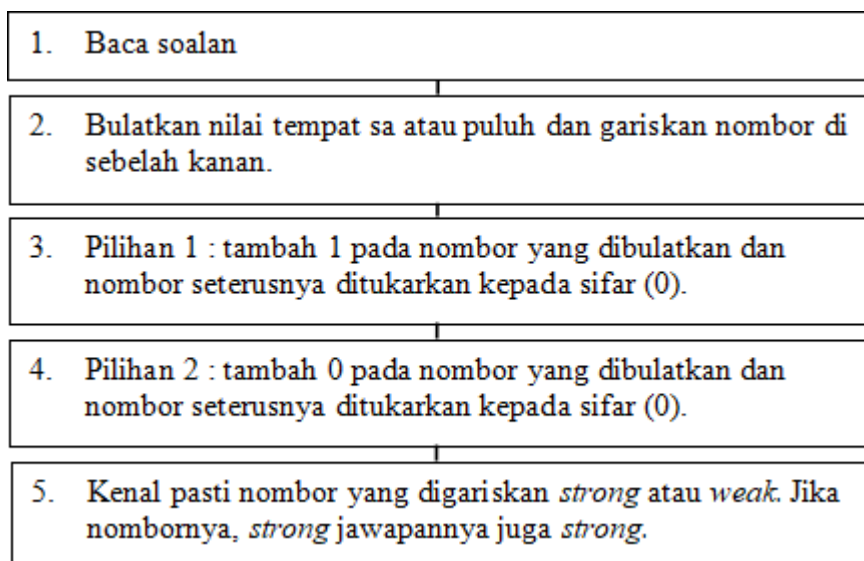 1. Baca soalan
2. Bulatkan nilai tempat sa atau puluh dan gariskan nombor di
sebelah kanan.
3. Pilihan 1 : tambah 1 pada nombor yang dibulatkan dan
nombor seterusnya ditukarkan kepada sifar (0).
4. Pilihan 2 : tambah 0 pada nombor yang dibulatkan dan
nombor seterusnya ditukarkan kepada sifar (0).
5. Kenal pasti nombor yang digariskan strong atau weak. Jika
nombornya, strong jawapannya juga strong.